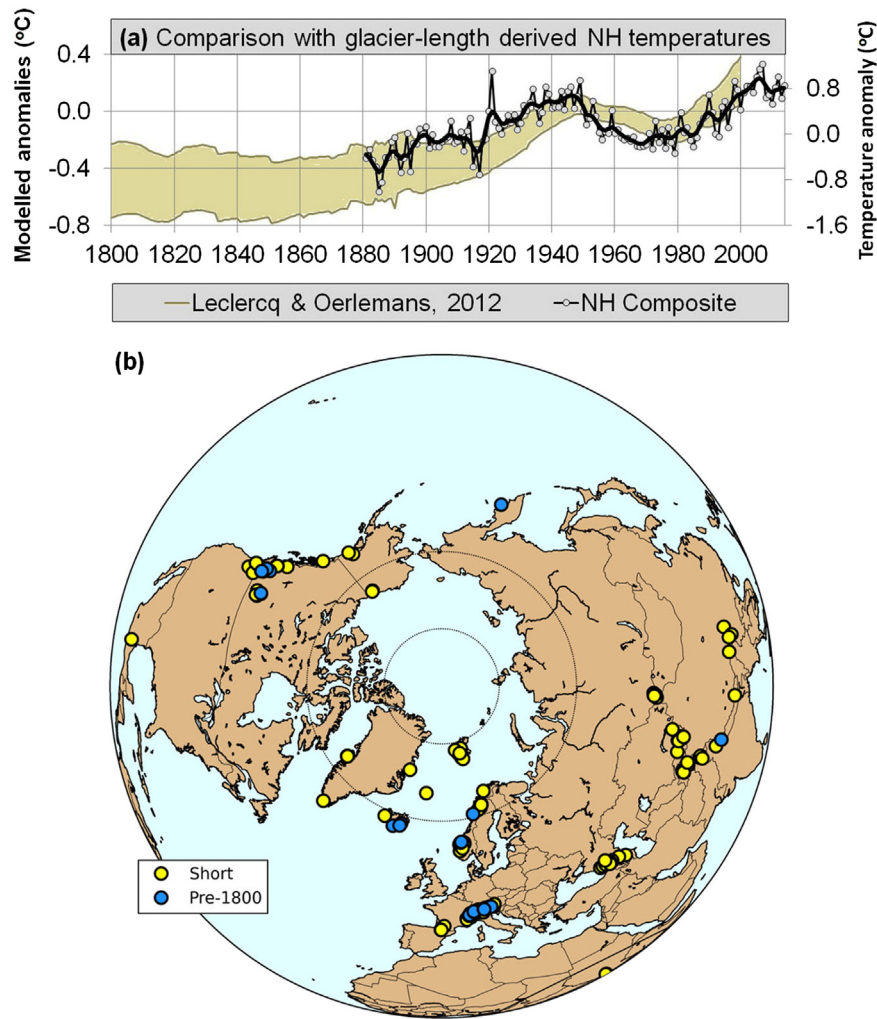 (a) Comparison with glacier-length derived NH temperatures
Modelled anomalies (ºC)
0.4
0.0
-0.4
-0.8
Temperature anomaly (ºC)
0.8
0.0
-0.8
-1.6
1800 1820 1840 1860 1880 1900 1920 1940 1960 1980 2000
Leclercq & Oerlemans, 2012 NH Composite
(b)
Short
Pre-1800